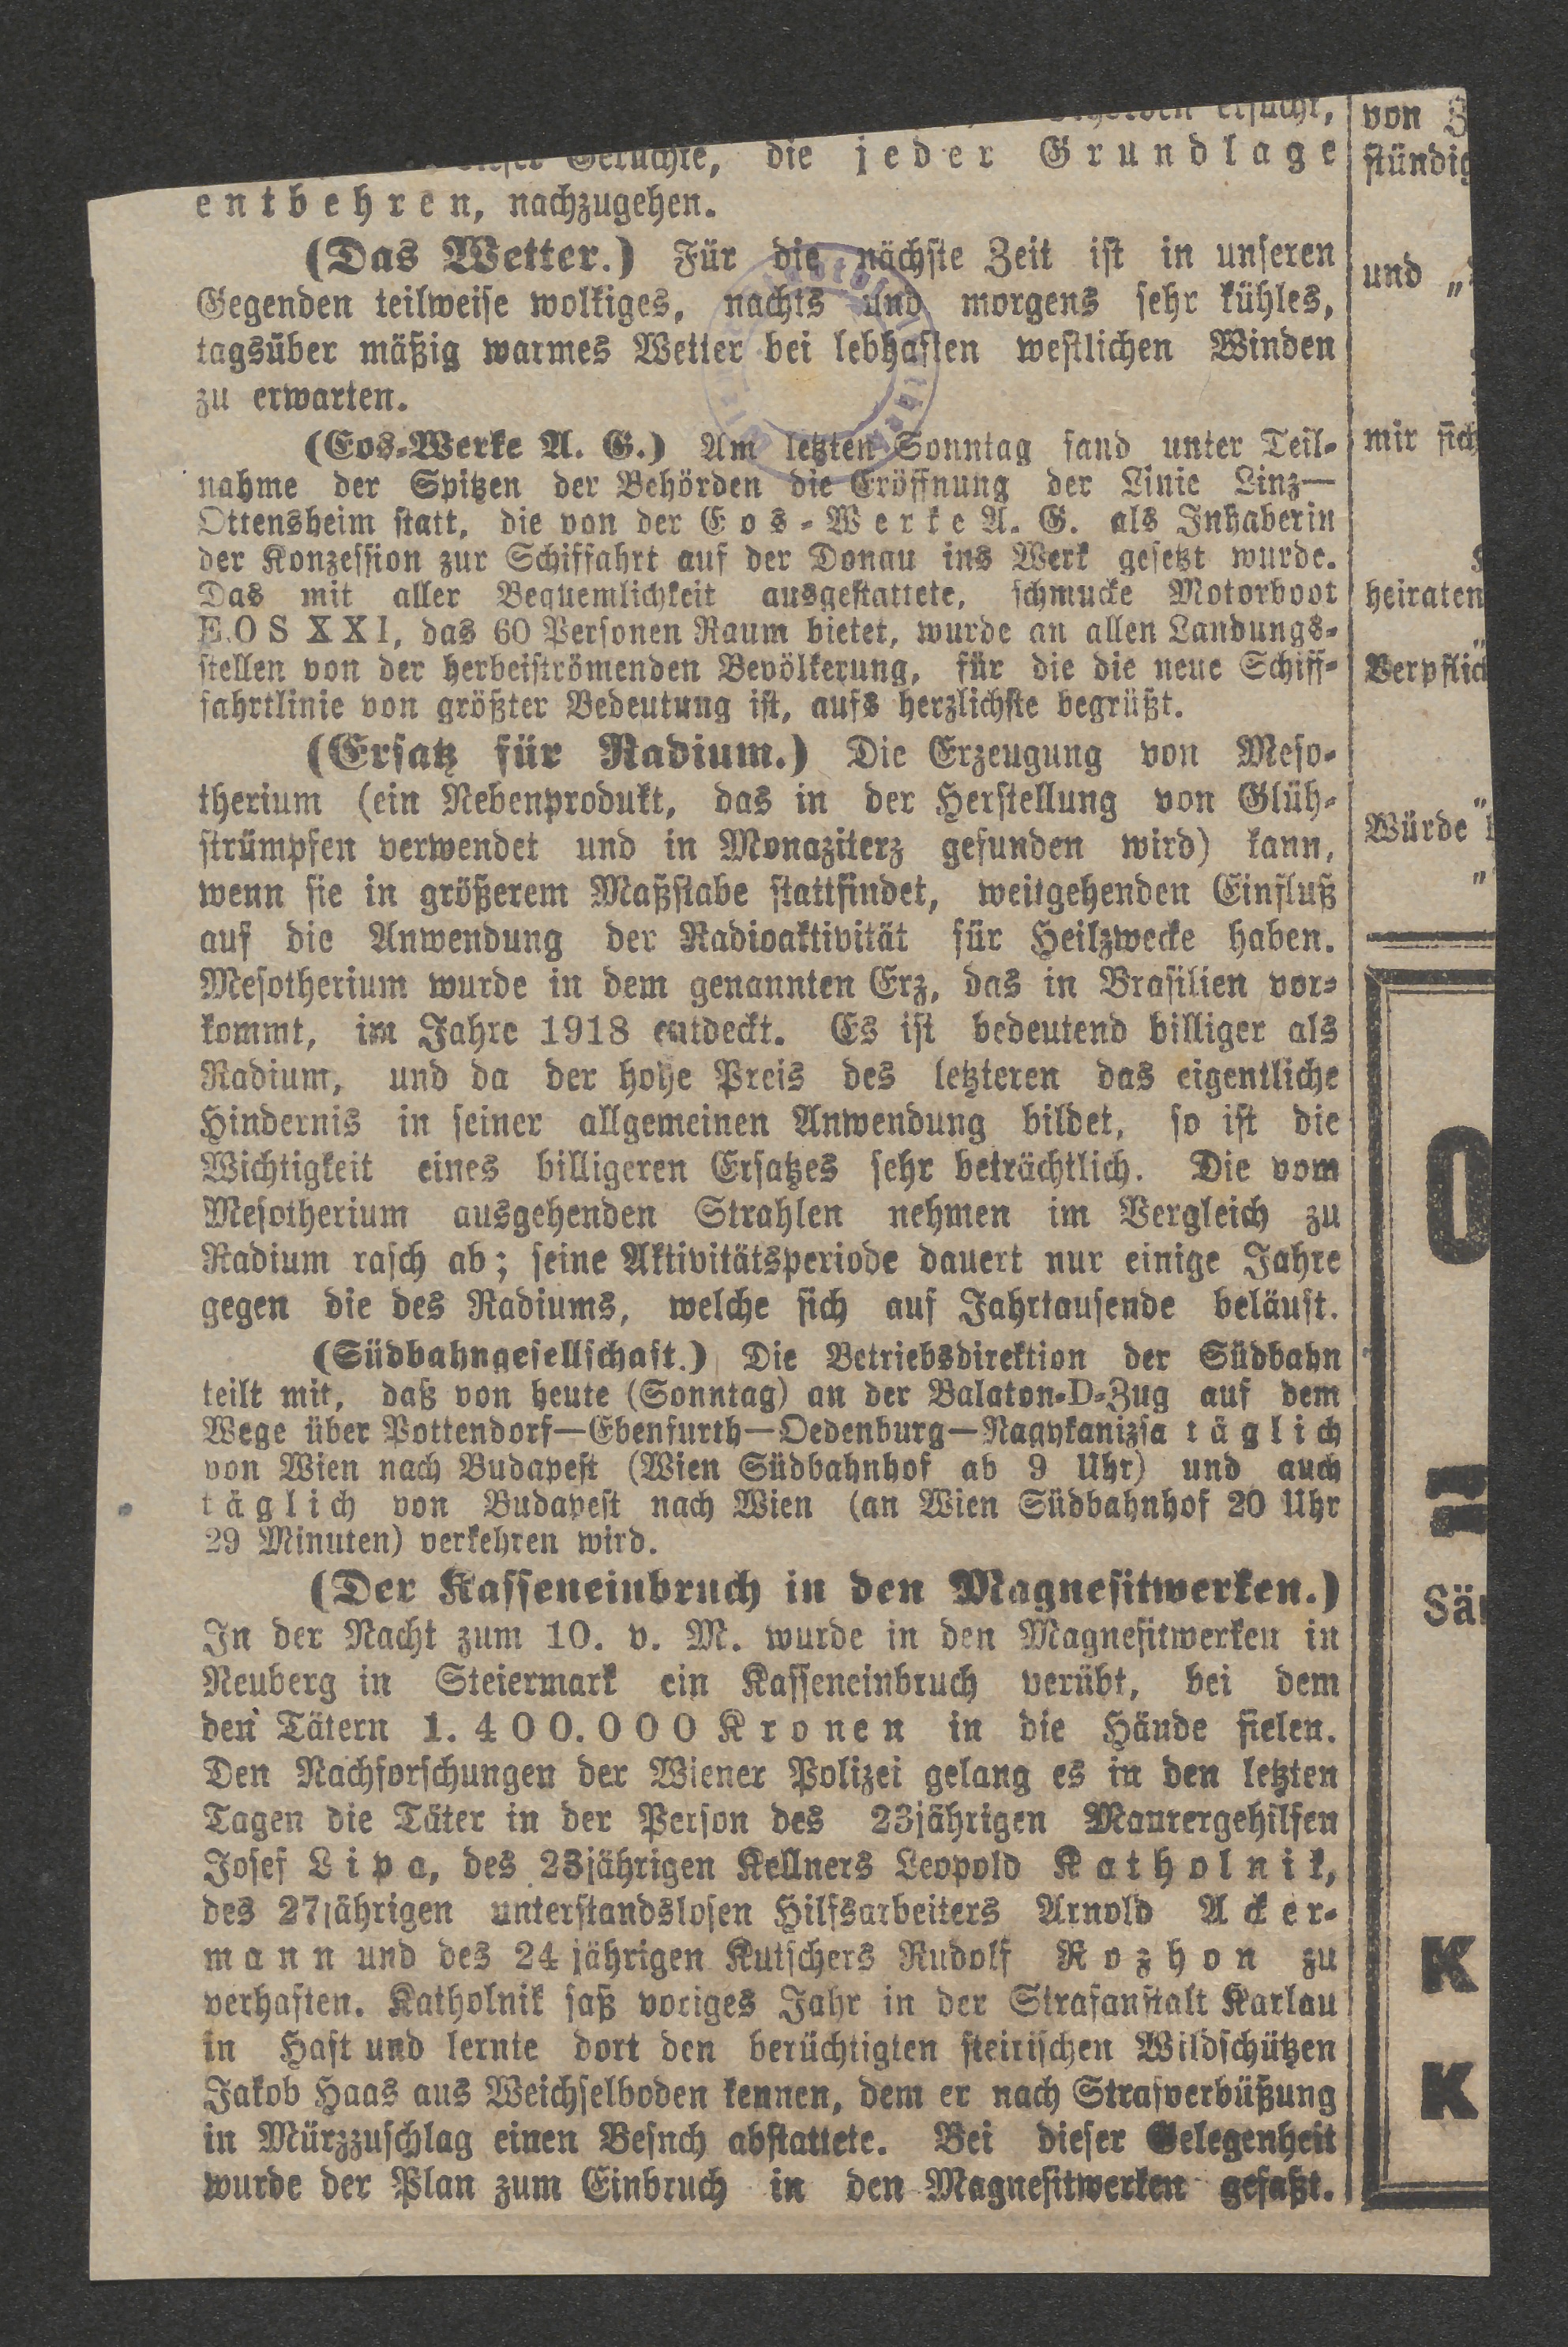 ersucht,
Gerüchte, die jeder Grundlage
entbehren, nachzugehen.
(Das Wetter.) Für die nächste Zeit ist in unseren
Gegenden teilweise wolkiges, nachts und morgens sehr kühles,
tagsüber mäßig warmes Wetter bei lebhaften westlichen Winden
zu erwarten.
(Eos-Werke A. G.) Am letzten Sonntag fand unter Teil-
nahme der Spitzen der Behörden die Eröffnung der Linie Linz—
Ottensheim statt, die von der Eos-Werke A. G. als Inhaberin
der Konzession zur Schiffahrt auf der Donau ins Werk gesetzt wurde.
Das mit aller Bequemlichkeit ausgestattete, schmucke Motorboot
EOS XXI, das 60 Personen Raum bietet, wurde an allen Landungs-
stellen von der herbeiströmenden Bevölkerung, für die die neue Schiff-
fahrtlinie von größter Bedeutung ist, aufs herzlichste begrüßt.
(Ersatz für Radium.) Die Erzeugung von Meso-
therium (ein Nebenprodukt, das in der Herstellung von Glüh-
strümpfen verwendet und in Monaziterz gefunden wird) kann,
wenn sie in größerem Maßstabe stattfindet, weitgehenden Einfluß
auf die Anwendung der Radioaktivität für Heilzwecke haben.
Mesotherium wurde in dem genannten Erz, das in Brasilien vor-
kommt, im Jahre 1918 entdeckt. Es ist bedeutend billiger als
Radium, und da der hohe Preis des letzteren das eigentliche
Hindernis in seiner allgemeinen Anwendung bildet, so ist die
Wichtigkeit eines billigeren Ersatzes sehr beträchtlich. Die vom
Mesotherium ausgehenden Strahlen nehmen im Vergleich zu
Radium rasch ab; seine Aktivitätsperiode dauert nur einige Jahre
gegen die des Radiums, welche sich auf Jahrtausende beläuft.
(Südbahngesellschaft.) Die Betriebsdirektion der Südbahn
teilt mit, daß von heute (Sonntag) an der Balaton-D-Zug auf dem
Wege über Pottendorf—Ebenfurth—Oedenburg—Nagykanizsa täglich
von Wien nach Budapest (Wien Südbahnhof ab 9 Uhr) und auch
täglich von Budapest nach Wien (an Wien Südbahnhof 20 Uhr
29 Minuten) verkehren wird.
(Der Kasseneinbruch in den Magnesitwerken.)
In der Nacht zum 10. v. M. wurde in den Magnesitwerken in
Neuberg in Steiermark ein Kasseneinbruch verübt, bei dem
den Tätern 1.400.000 Kronen in die Hände fielen.
Den Nachforschungen der Wiener Polizei gelang es in den letzten
Tagen die Täter in der Person des 23jährigen Maurergehilfen
Josef Lipa, des 23jährigen Kellners Leopold Katholnik,
des 27jährigen unterstandslosen Hilfsarbeiters Arnold Acker-
mann und des 24jährigen Kutschers Rudolf Rozhon zu
verhaften. Katholnik saß voriges Jahr in der Strafanstalt Karlau
in Haft und lernte dort den berüchtigten steirischen Wildschützen
Jakob Haas aus Weichselboden kennen, dem er nach Strafverbüßung
in Mürzzuschlag einen Besuch abstattete. Bei dieser Gelegenheit
wurde der Plan zum Einbruch in den Magnesitwerken gefaßt.
von
stündig
und „
mir sich
heiraten
Verpflich
Würde
O
Sä
K
K